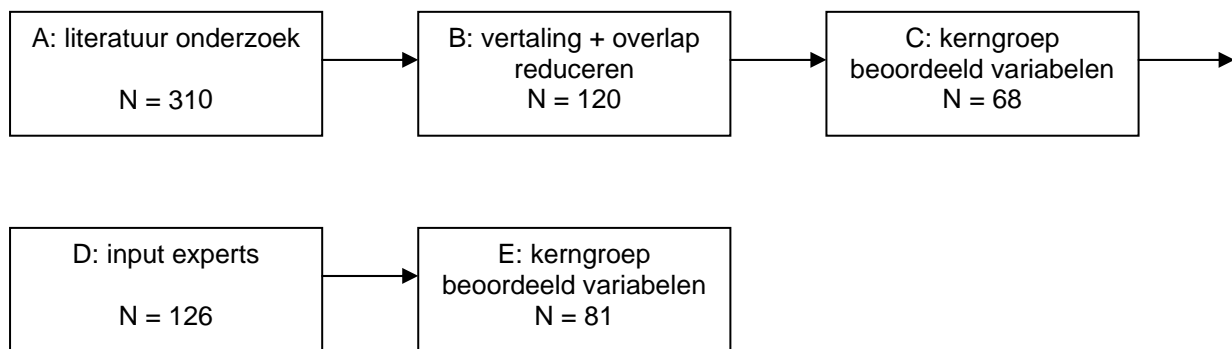 A: literatuur onderzoek
N = 310
B: vertaling + overlap
reduceren
N = 120
C: kerngroep
beoordeeld variabelen
N = 68
D: input experts
N = 126
E: kerngroep
beoordeeld variabelen
N = 81